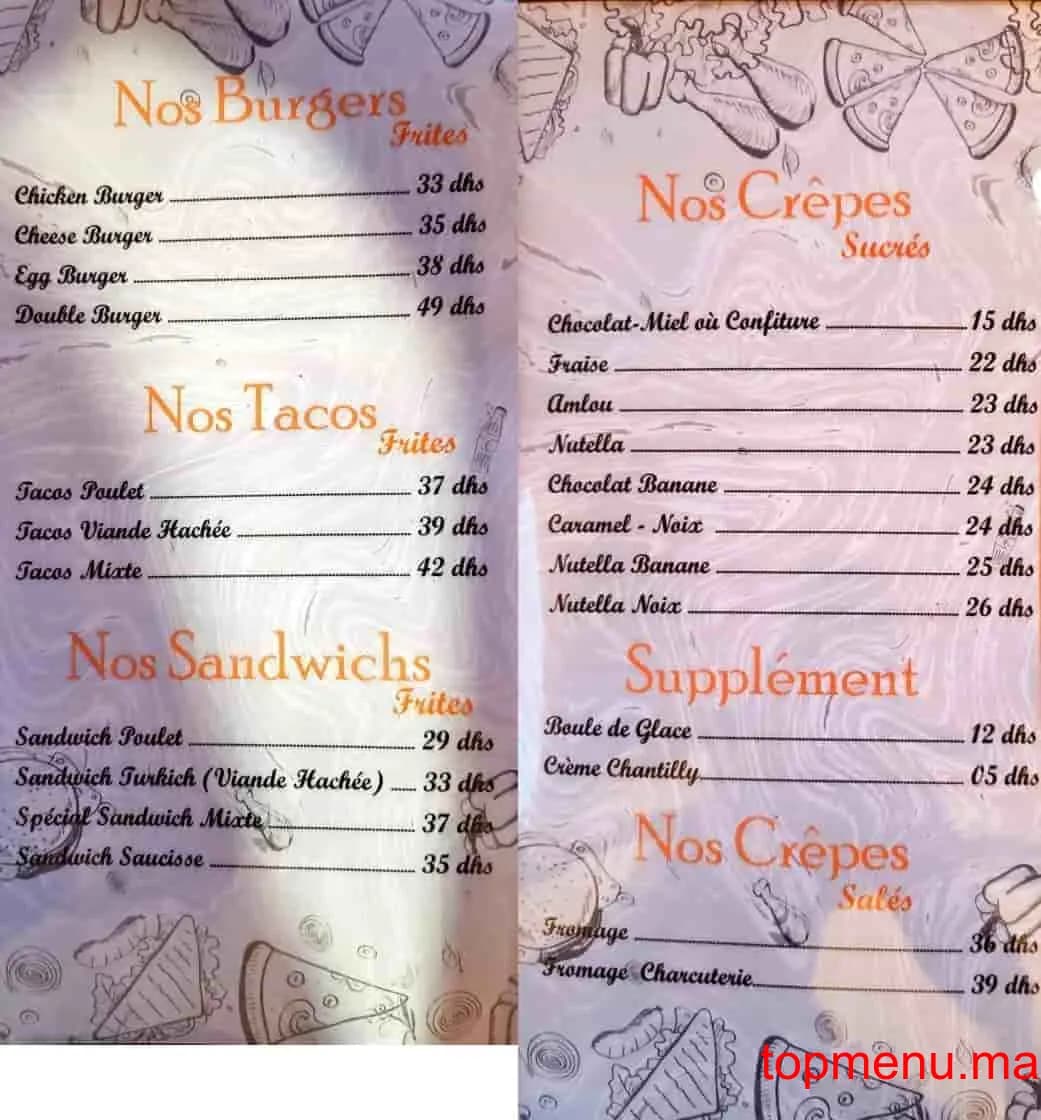 Nos Burgers
Frites
Chicken Burger 33 dhs
Cheese Burger 35 dhs
Egg Burger 38 dhs
Double Burger 49 dhs
Nos Tacos
Frites
Tacos Poulet 37 dhs
Tacos Viande Hachée 39 dhs
Tacos Mixte 42 dhs
Nos Sandwichs
Frites
Sandwich Poulet 29 dhs
Sandwich Turkich (Viande Hachée) 33 dhs
Spécial Sandwich Mixte 37 dhs
Sandwich Saucisse 35 dhs
Nos Crêpes
Sucrés
Chocolat-Miel où Confiture 15 dhs
Fraise 22 dhs
Amlou 23 dhs
Nutella 23 dhs
Chocolat Banane 24 dhs
Caramel - Noix 24 dhs
Nutella Banane 25 dhs
Nutella Noix 26 dhs
Supplément
Boule de Glace 12 dhs
Crème Chantilly 05 dhs
Nos Crêpes
Salés
Fromage 36 dhs
Fromage Charcuterie 39 dhs
topmenu.ma